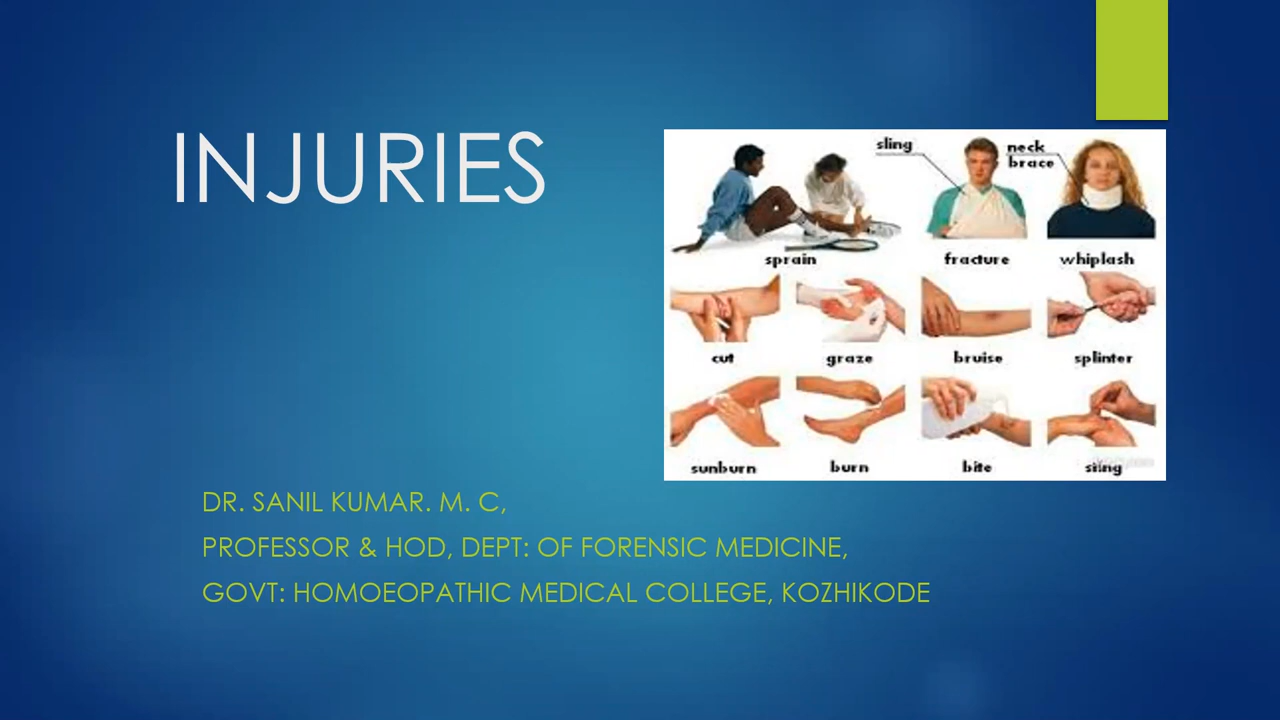 INJURIES
sling
neck
brace
sprain
fracture
whiplash
cut
graze
bruise
splinter
sunburn
burn
bite
sting
DR. SANIL KUMAR. M. C,
PROFESSOR & HOD, DEPT: OF FORENSIC MEDICINE,
GOVT: HOMOEOPATHIC MEDICAL COLLEGE, KOZHIKODE